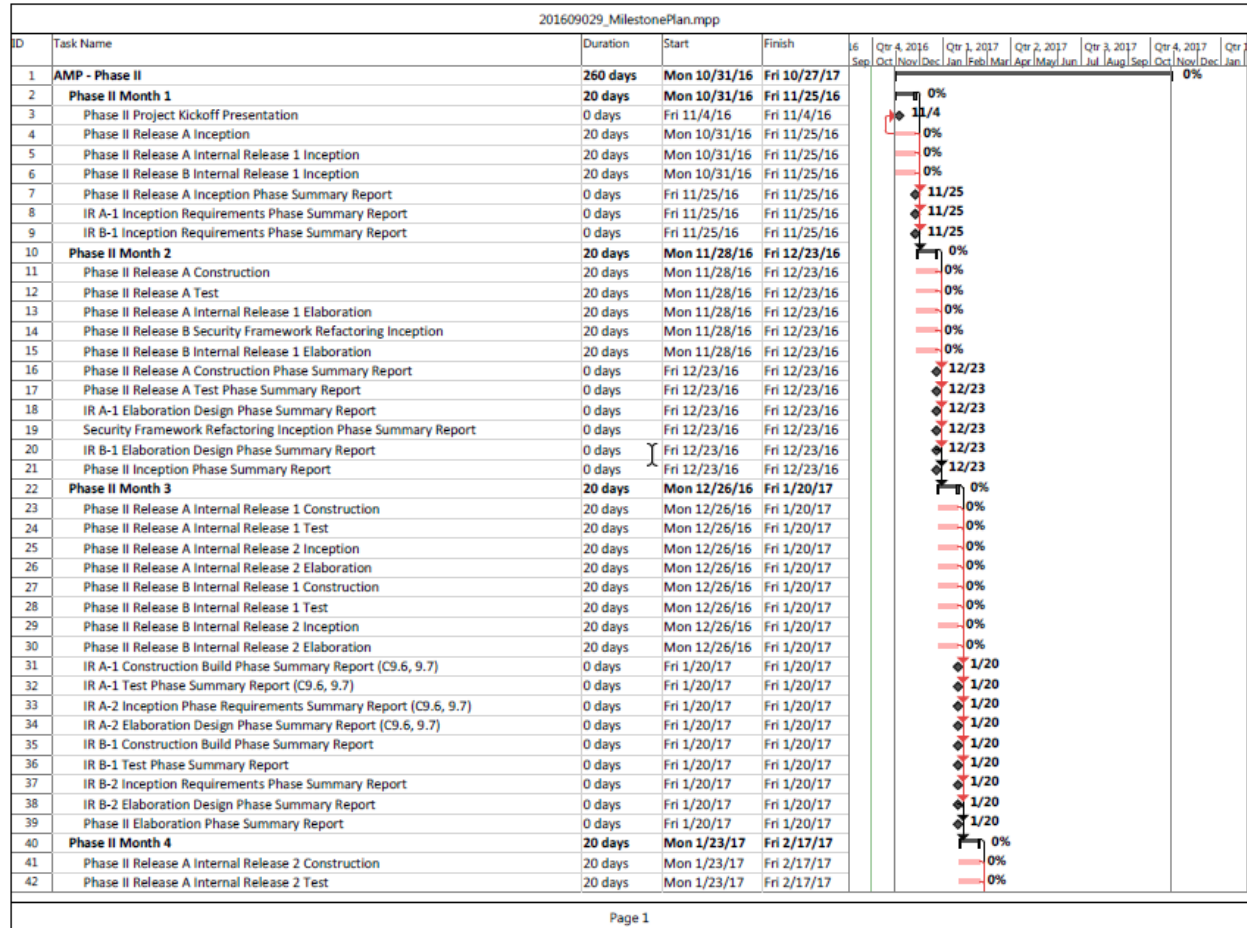 201609029_MilestonePlan.mpp
ID Task Name Duration Start Finish 16 Qtr 4, 2016 Qtr 1, 2017 Qtr 2, 2017 Qtr 3, 2017 Qtr 4, 2017 Qtr 1
Sep Oct Nov Dec Jan Feb Mar Apr May Jun Jul Aug Sep Oct Nov Dec Jan
1 AMP - Phase II 260 days Mon 10/31/16 Fri 10/27/17 0%
2 Phase II Month 1 20 days Mon 10/31/16 Fri 11/25/16 0%
3 Phase II Project Kickoff Presentation 0 days Fri 11/4/16 Fri 11/4/16 11/4
4 Phase II Release A Inception 20 days Mon 10/31/16 Fri 11/25/16 0%
5 Phase II Release A Internal Release 1 Inception 20 days Mon 10/31/16 Fri 11/25/16 0%
6 Phase II Release B Internal Release 1 Inception 20 days Mon 10/31/16 Fri 11/25/16 0%
7 Phase II Release A Inception Phase Summary Report 0 days Fri 11/25/16 Fri 11/25/16 11/25
8 IR A-1 Inception Requirements Phase Summary Report 0 days Fri 11/25/16 Fri 11/25/16 11/25
9 IR B-1 Inception Requirements Phase Summary Report 0 days Fri 11/25/16 Fri 11/25/16 11/25
10 Phase II Month 2 20 days Mon 11/28/16 Fri 12/23/16 0%
11 Phase II Release A Construction 20 days Mon 11/28/16 Fri 12/23/16 0%
12 Phase II Release A Test 20 days Mon 11/28/16 Fri 12/23/16 0%
13 Phase II Release A Internal Release 1 Elaboration 20 days Mon 11/28/16 Fri 12/23/16 0%
14 Phase II Release B Security Framework Refactoring Inception 20 days Mon 11/28/16 Fri 12/23/16 0%
15 Phase II Release B Internal Release 1 Elaboration 20 days Mon 11/28/16 Fri 12/23/16 0%
16 Phase II Release A Construction Phase Summary Report 0 days Fri 12/23/16 Fri 12/23/16 12/23
17 Phase II Release A Test Phase Summary Report 0 days Fri 12/23/16 Fri 12/23/16 12/23
18 IR A-1 Elaboration Design Phase Summary Report 0 days Fri 12/23/16 Fri 12/23/16 12/23
19 Security Framework Refactoring Inception Phase Summary Report 0 days Fri 12/23/16 Fri 12/23/16 12/23
20 IR B-1 Elaboration Design Phase Summary Report 0 days Fri 12/23/16 Fri 12/23/16 12/23
21 Phase II Inception Phase Summary Report 0 days Fri 12/23/16 Fri 12/23/16 12/23
22 Phase II Month 3 20 days Mon 12/26/16 Fri 1/20/17 0%
23 Phase II Release A Internal Release 1 Construction 20 days Mon 12/26/16 Fri 1/20/17 0%
24 Phase II Release A Internal Release 1 Test 20 days Mon 12/26/16 Fri 1/20/17 0%
25 Phase II Release A Internal Release 2 Inception 20 days Mon 12/26/16 Fri 1/20/17 0%
26 Phase II Release A Internal Release 2 Elaboration 20 days Mon 12/26/16 Fri 1/20/17 0%
27 Phase II Release B Internal Release 1 Construction 20 days Mon 12/26/16 Fri 1/20/17 0%
28 Phase II Release B Internal Release 1 Test 20 days Mon 12/26/16 Fri 1/20/17 0%
29 Phase II Release B Internal Release 2 Inception 20 days Mon 12/26/16 Fri 1/20/17 0%
30 Phase II Release B Internal Release 2 Elaboration 20 days Mon 12/26/16 Fri 1/20/17 0%
31 IR A-1 Construction Build Phase Summary Report (C9.6, 9.7) 0 days Fri 1/20/17 Fri 1/20/17 1/20
32 IR A-1 Test Phase Summary Report (C9.6, 9.7) 0 days Fri 1/20/17 Fri 1/20/17 1/20
33 IR A-2 Inception Phase Requirements Summary Report (C9.6, 9.7) 0 days Fri 1/20/17 Fri 1/20/17 1/20
34 IR A-2 Elaboration Design Phase Summary Report (C9.6, 9.7) 0 days Fri 1/20/17 Fri 1/20/17 1/20
35 IR B-1 Construction Build Phase Summary Report 0 days Fri 1/20/17 Fri 1/20/17 1/20
36 IR B-1 Test Phase Summary Report 0 days Fri 1/20/17 Fri 1/20/17 1/20
37 IR B-2 Inception Requirements Phase Summary Report 0 days Fri 1/20/17 Fri 1/20/17 1/20
38 IR B-2 Elaboration Design Phase Summary Report 0 days Fri 1/20/17 Fri 1/20/17 1/20
39 Phase II Elaboration Phase Summary Report 0 days Fri 1/20/17 Fri 1/20/17 1/20
40 Phase II Month 4 20 days Mon 1/23/17 Fri 2/17/17 0%
41 Phase II Release A Internal Release 2 Construction 20 days Mon 1/23/17 Fri 2/17/17 0%
42 Phase II Release A Internal Release 2 Test 20 days Mon 1/23/17 Fri 2/17/17 0%
Page 1